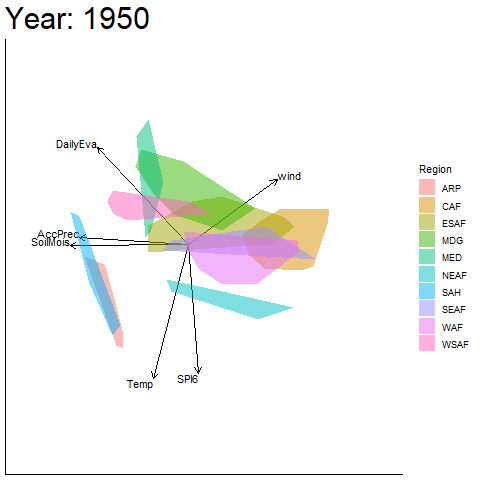 Year: 1950
DailyEva
wind
AccPrec
SoilMois
Temp
SPI6
Region
ARP
CAF
ESAF
MDG
MED
NEAF
SAH
SEAF
WAF
WSAF